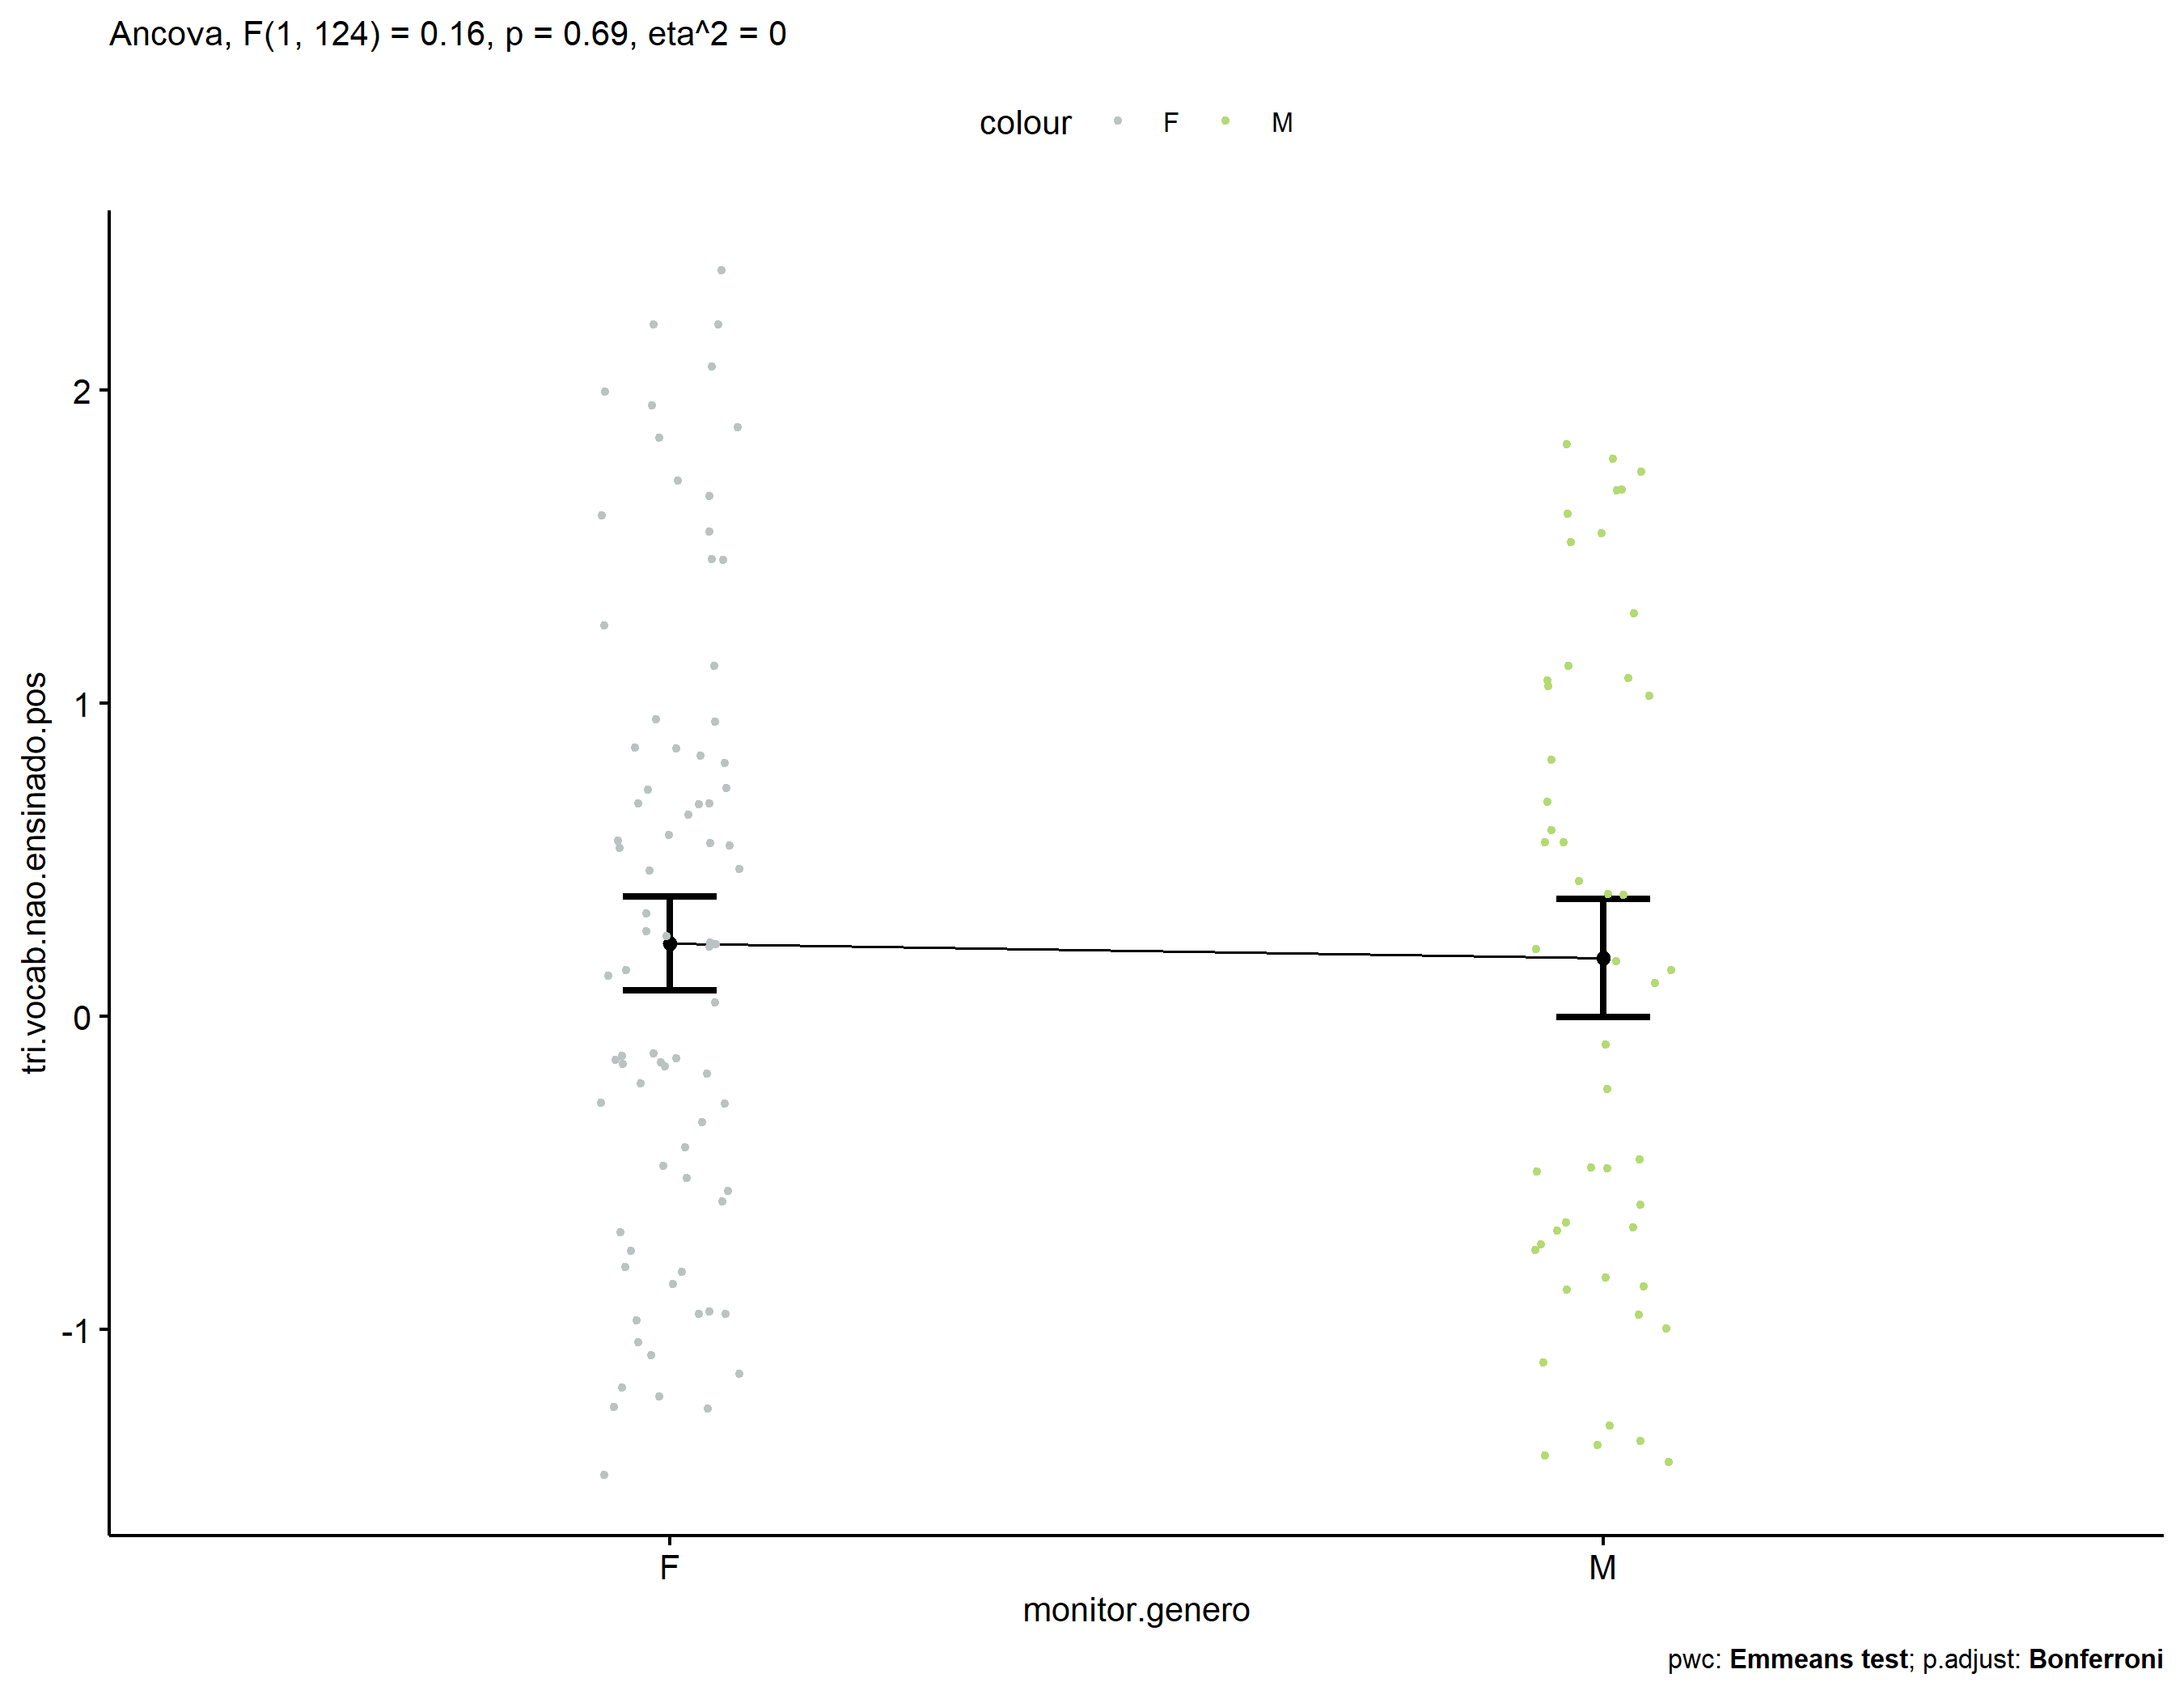 Ancova, F(1, 124) = 0.16, p = 0.69, eta^2 = 0
colour F M
tri.vocab.nao.ensinado.pos
2
1
0
-1
F M
monitor.genero
pwc: Emmeans test; p.adjust: Bonferroni